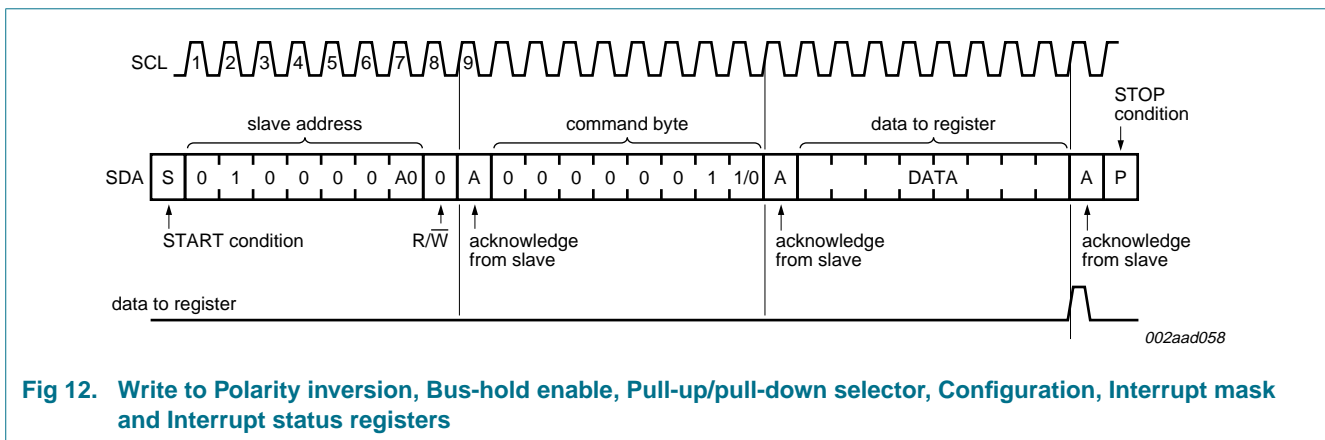 SCL 1 2 3 4 5 6 7 8 9
STOP
condition
slave address command byte data to register
SDA S 0 1 0 0 0 0 A0 0 A 0 0 0 0 0 0 1 1/0 A DATA A P
START condition R/W̅ acknowledge acknowledge acknowledge
from slave from slave from slave
data to register
002aad058
Fig 12. Write to Polarity inversion, Bus-hold enable, Pull-up/pull-down selector, Configuration, Interrupt mask
and Interrupt status registers